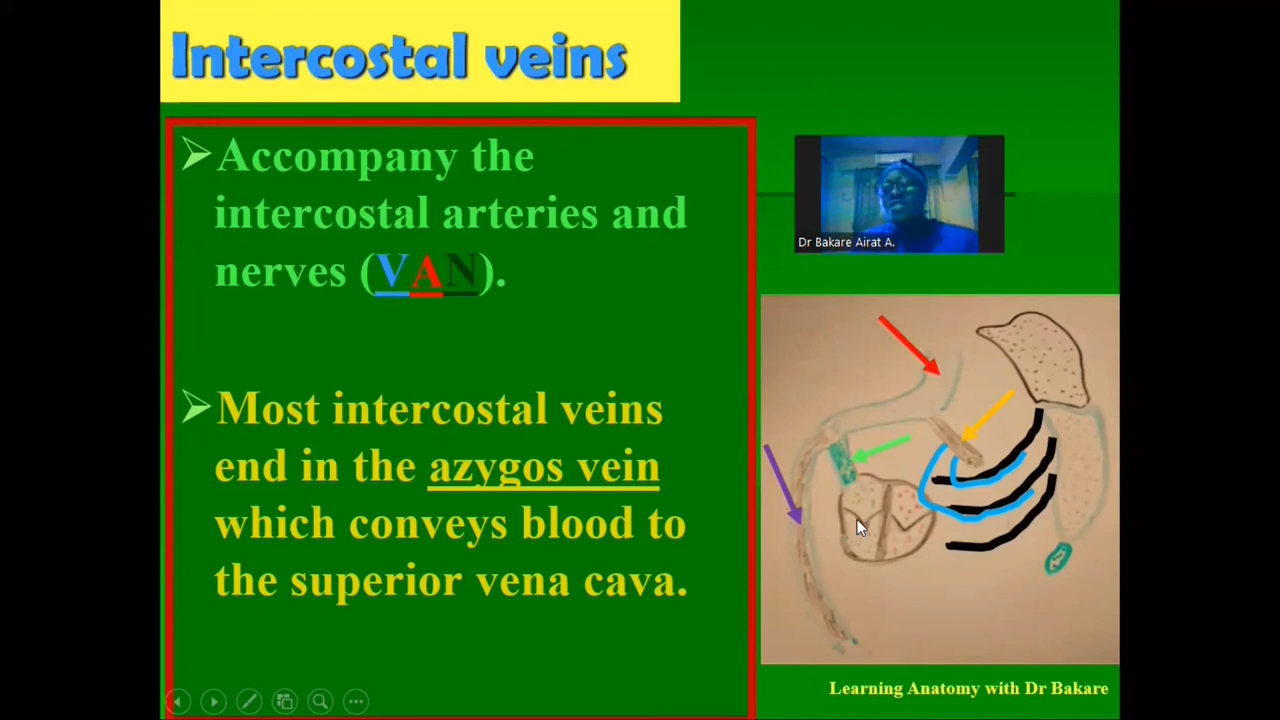 Intercostal veins
Accompany the
intercostal arteries and
nerves (VAN).
Most intercostal veins
end in the azygos vein
which conveys blood to
the superior vena cava.
Dr Bakare Airat A.
Learning Anatomy with Dr Bakare